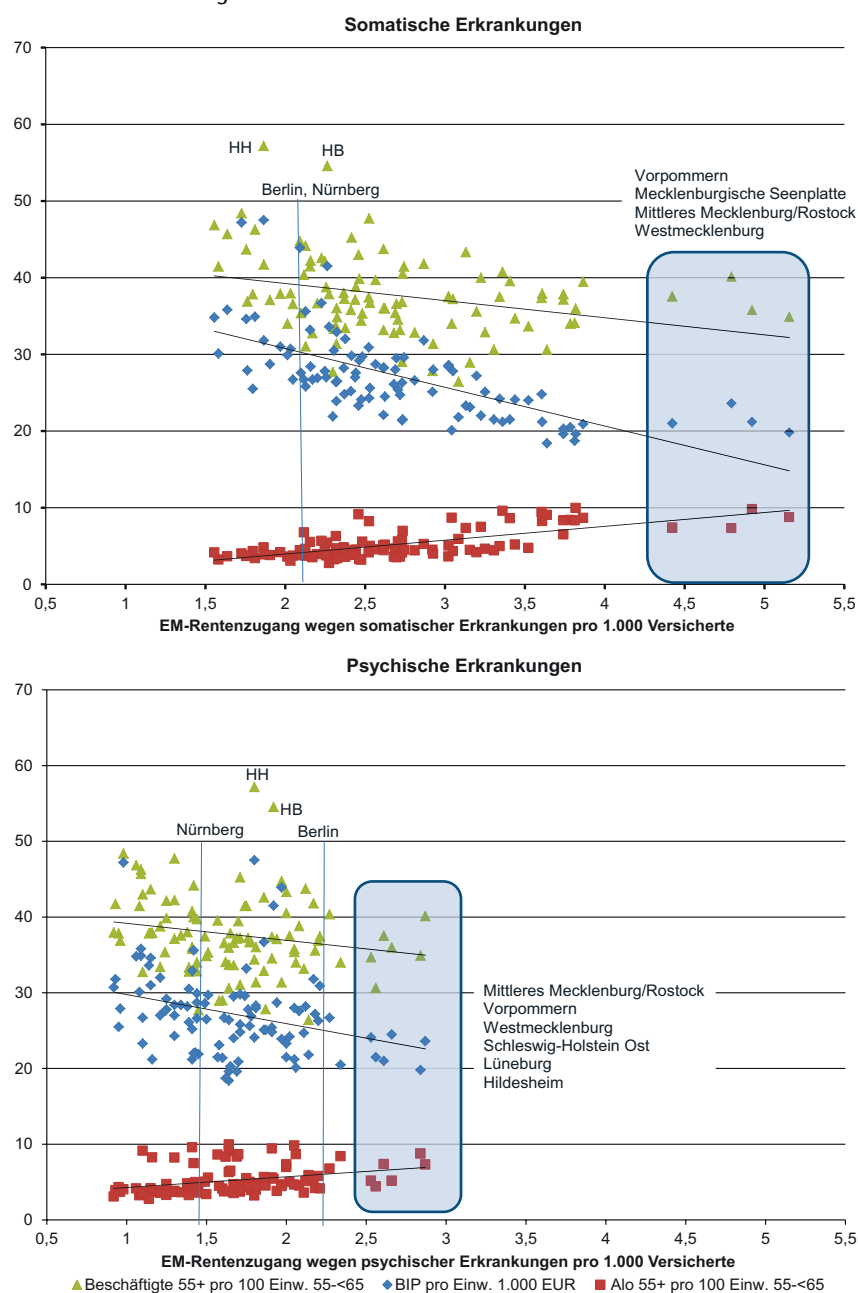 Somatische Erkrankungen
70
60
50
40
30
20
10
0
HH
HB
Berlin, Nürnberg
Vorpommern
Mecklenburgische Seenplatte
Mittleres Mecklenburg/Rostock
Westmecklenburg
0,5 1 1,5 2 2,5 3 3,5 4 4,5 5 5,5
EM-Rentenzugang wegen somatischer Erkrankungen pro 1.000 Versicherte
Psychische Erkrankungen
70
60
50
40
30
20
10
0
HH
HB
Nürnberg
Berlin
Mittleres Mecklenburg/Rostock
Vorpommern
Westmecklenburg
Schleswig-Holstein Ost
Lüneburg
Hildesheim
0,5 1 1,5 2 2,5 3 3,5 4 4,5 5 5,5
EM-Rentenzugang wegen psychischer Erkrankungen pro 1.000 Versicherte
Beschäftigte 55+ pro 100 Einw. 55-<65 BIP pro Einw. 1.000 EUR Alo 55+ pro 100 Einw. 55-<65